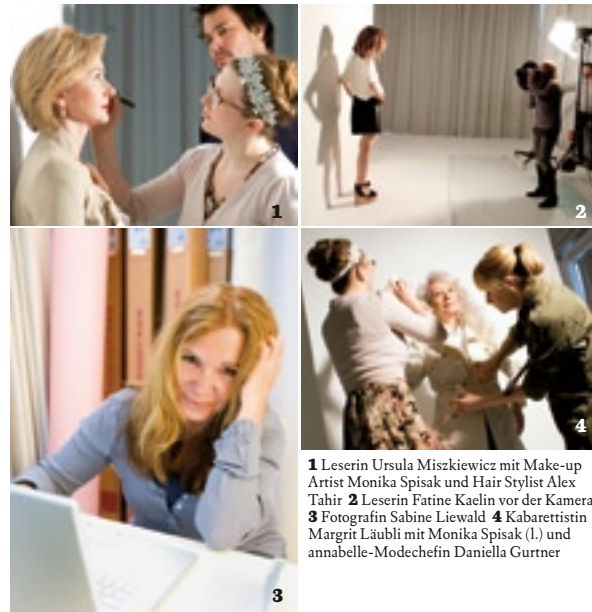 1
2
3
4
1 Leserin Ursula Miszkiewicz mit Make-up
Artist Monika Spisak und Hair Stylist Alex
Tahir 2 Leserin Fatine Kaelin vor der Kamera
3 Fotografin Sabine Liewald 4 Kabarettistin
Margrit Läubli mit Monika Spisak (l.) und
annabelle-Modechefin Daniella Gurtner